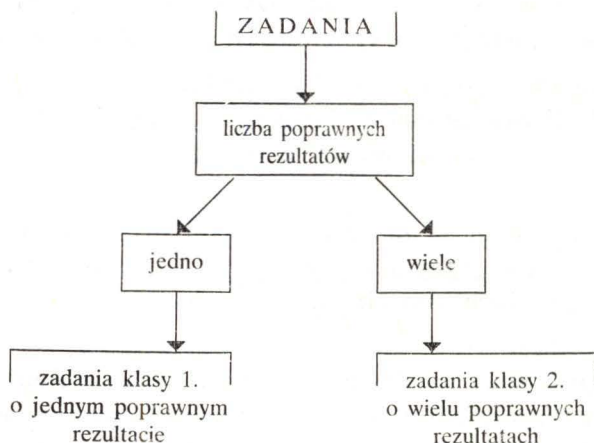 ZADANIA
liczba poprawnych
rezultatów
jedno
wiele
zadania klasy 1.
o jednym poprawnym
rezultacie
zadania klasy 2.
o wielu poprawnych
rezultatach